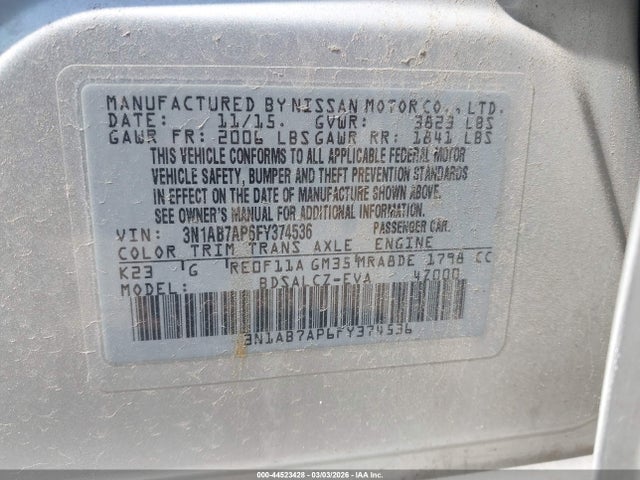 MANUFACTURED BY NISSAN MOTOR CO., LTD.
DATE: 11/15. GVWR: 3823 LBS
GAWR FR: 2006 LBS GAWR RR: 1841 LBS
THIS VEHICLE CONFORMS TO ALL APPLICABLE FEDERAL MOTOR
VEHICLE SAFETY, BUMPER AND THEFT PREVENTION STANDARDS
IN EFFECT ON THE DATE OF MANUFACTURE SHOWN ABOVE.
SEE OWNER'S MANUAL FOR ADDITIONAL INFORMATION.
VIN: 3N1AB7AP6FY374536 PASSENGER CAR.
COLOR TRIM TRANS AXLE ENGINE
K23 G RE0F11A GM35 MRA8DE 1798 CC
MODEL: BDSALCZ-EVA 4Z000
3N1AB7AP6FY374536
000-44523428 - 03/03/2026 - IAAI.COM